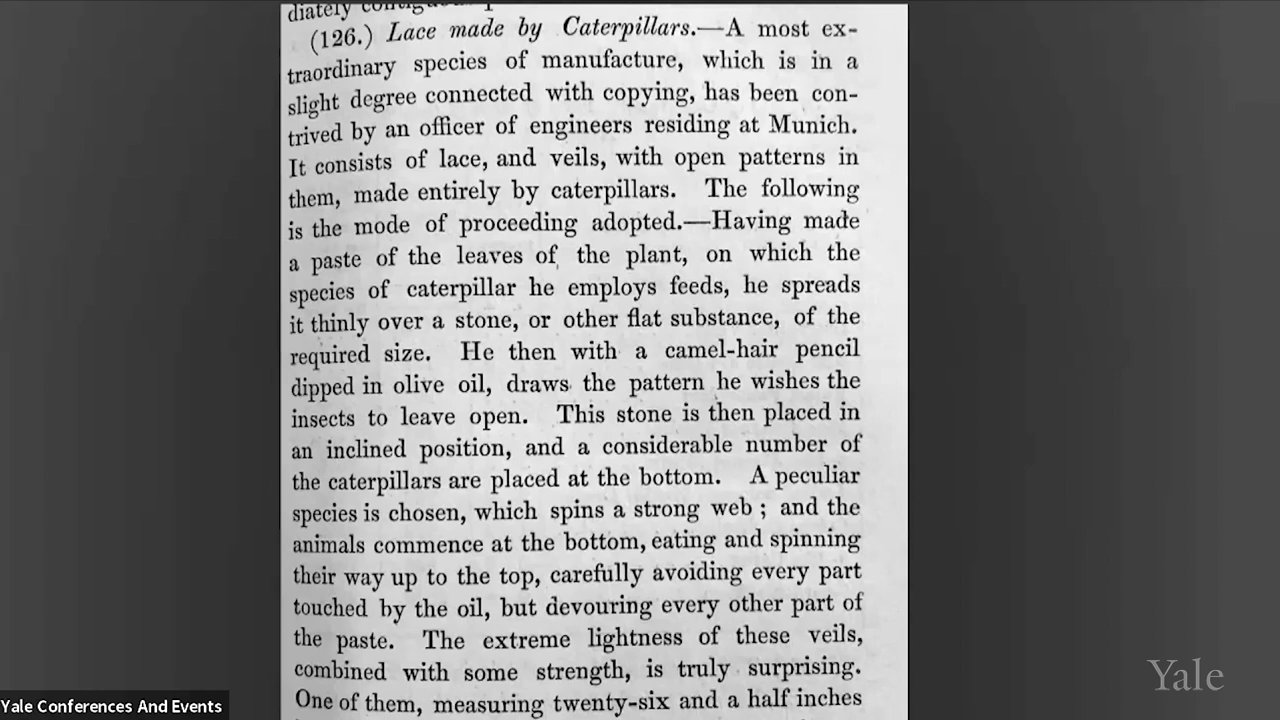 diately
(126.) Lace made by Caterpillars.—A most ex-
traordinary species of manufacture, which is in a
slight degree connected with copying, has been con-
trived by an officer of engineers residing at Munich.
It consists of lace, and veils, with open patterns in
them, made entirely by caterpillars. The following
is the mode of proceeding adopted.—Having made
a paste of the leaves of the plant, on which the
species of caterpillar he employs feeds, he spreads
it thinly over a stone, or other flat substance, of the
required size. He then with a camel-hair pencil
dipped in olive oil, draws the pattern he wishes the
insects to leave open. This stone is then placed in
an inclined position, and a considerable number of
the caterpillars are placed at the bottom. A peculiar
species is chosen, which spins a strong web ; and the
animals commence at the bottom, eating and spinning
their way up to the top, carefully avoiding every part
touched by the oil, but devouring every other part of
the paste. The extreme lightness of these veils,
combined with some strength, is truly surprising.
One of them, measuring twenty-six and a half inches
Yale
Yale Conferences And Events